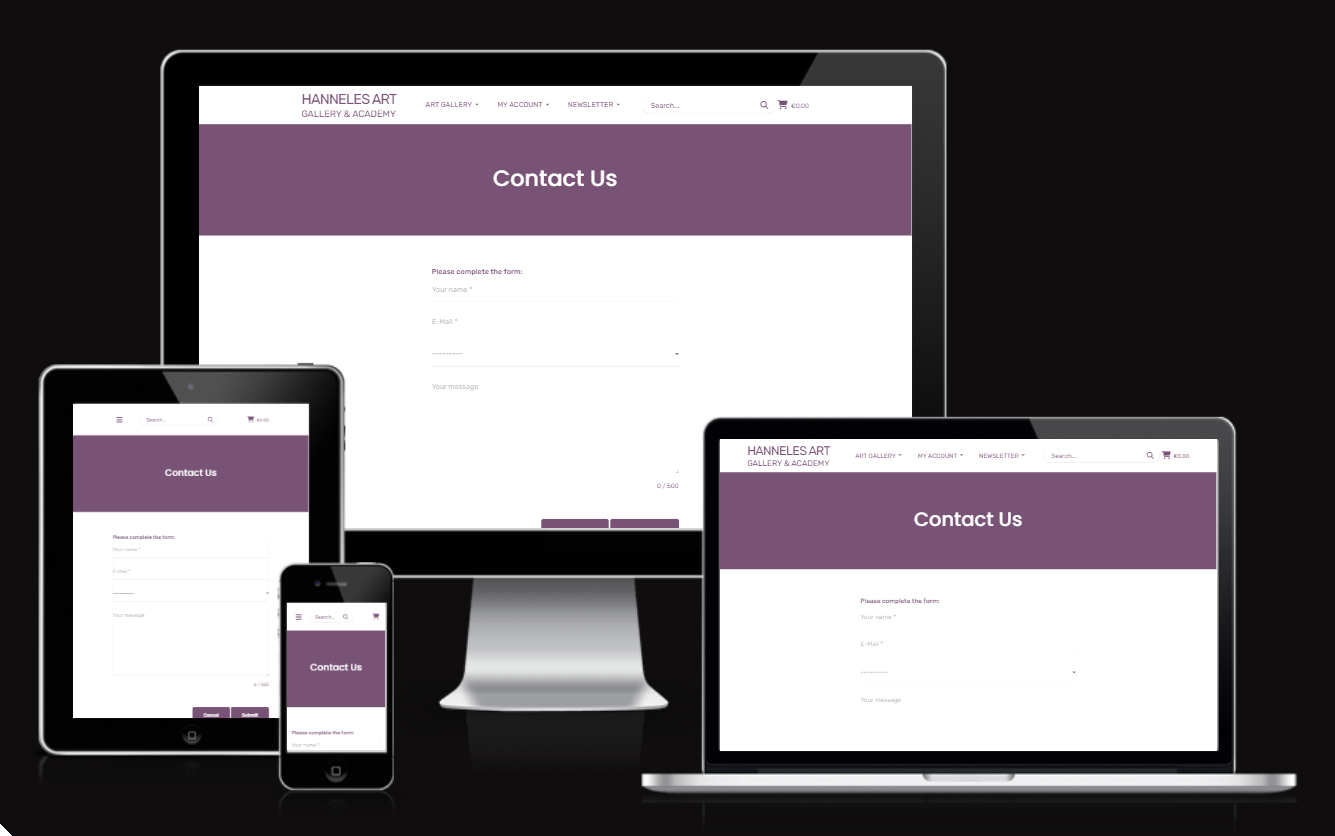 HANNELES ART
GALLERY & ACADEMY
ART GALLERY MY ACCOUNT NEWSLETTER Search... €0.00
Contact Us
Please complete the form:
Your name *
E-Mail *
---------
Your message
0 / 500
Search... €0.00
Contact Us
Please complete the form:
Your name *
E-Mail *
---------
Your message
0 / 500
Cancel Submit
Search...
Contact Us
Please complete the form:
Your name *
HANNELES ART
GALLERY & ACADEMY
ART GALLERY MY ACCOUNT NEWSLETTER Search... €0.00
Contact Us
Please complete the form:
Your name *
E-Mail *
---------
Your message